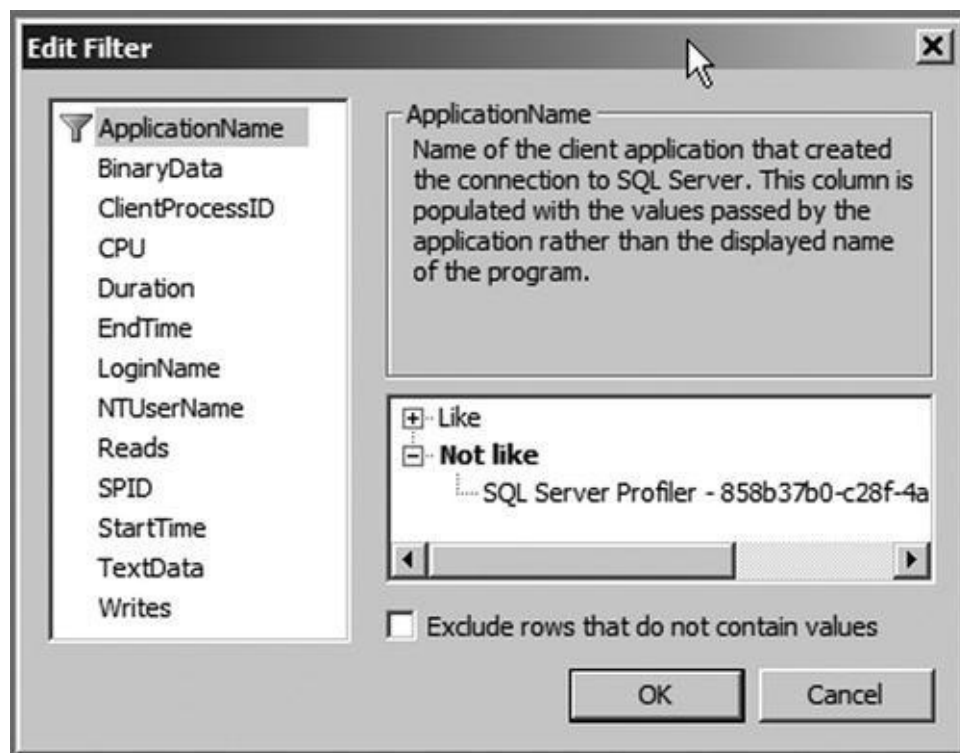 Edit Filter
ApplicationName
BinaryData
ClientProcessID
CPU
Duration
EndTime
LoginName
NTUserName
Reads
SPID
StartTime
TextData
Writes
ApplicationName
Name of the client application that created
the connection to SQL Server. This column is
populated with the values passed by the
application rather than the displayed name
of the program.
Like
Not like
SQL Server Profiler - 858b37b0-c28f-4a
Exclude rows that do not contain values
OK
Cancel